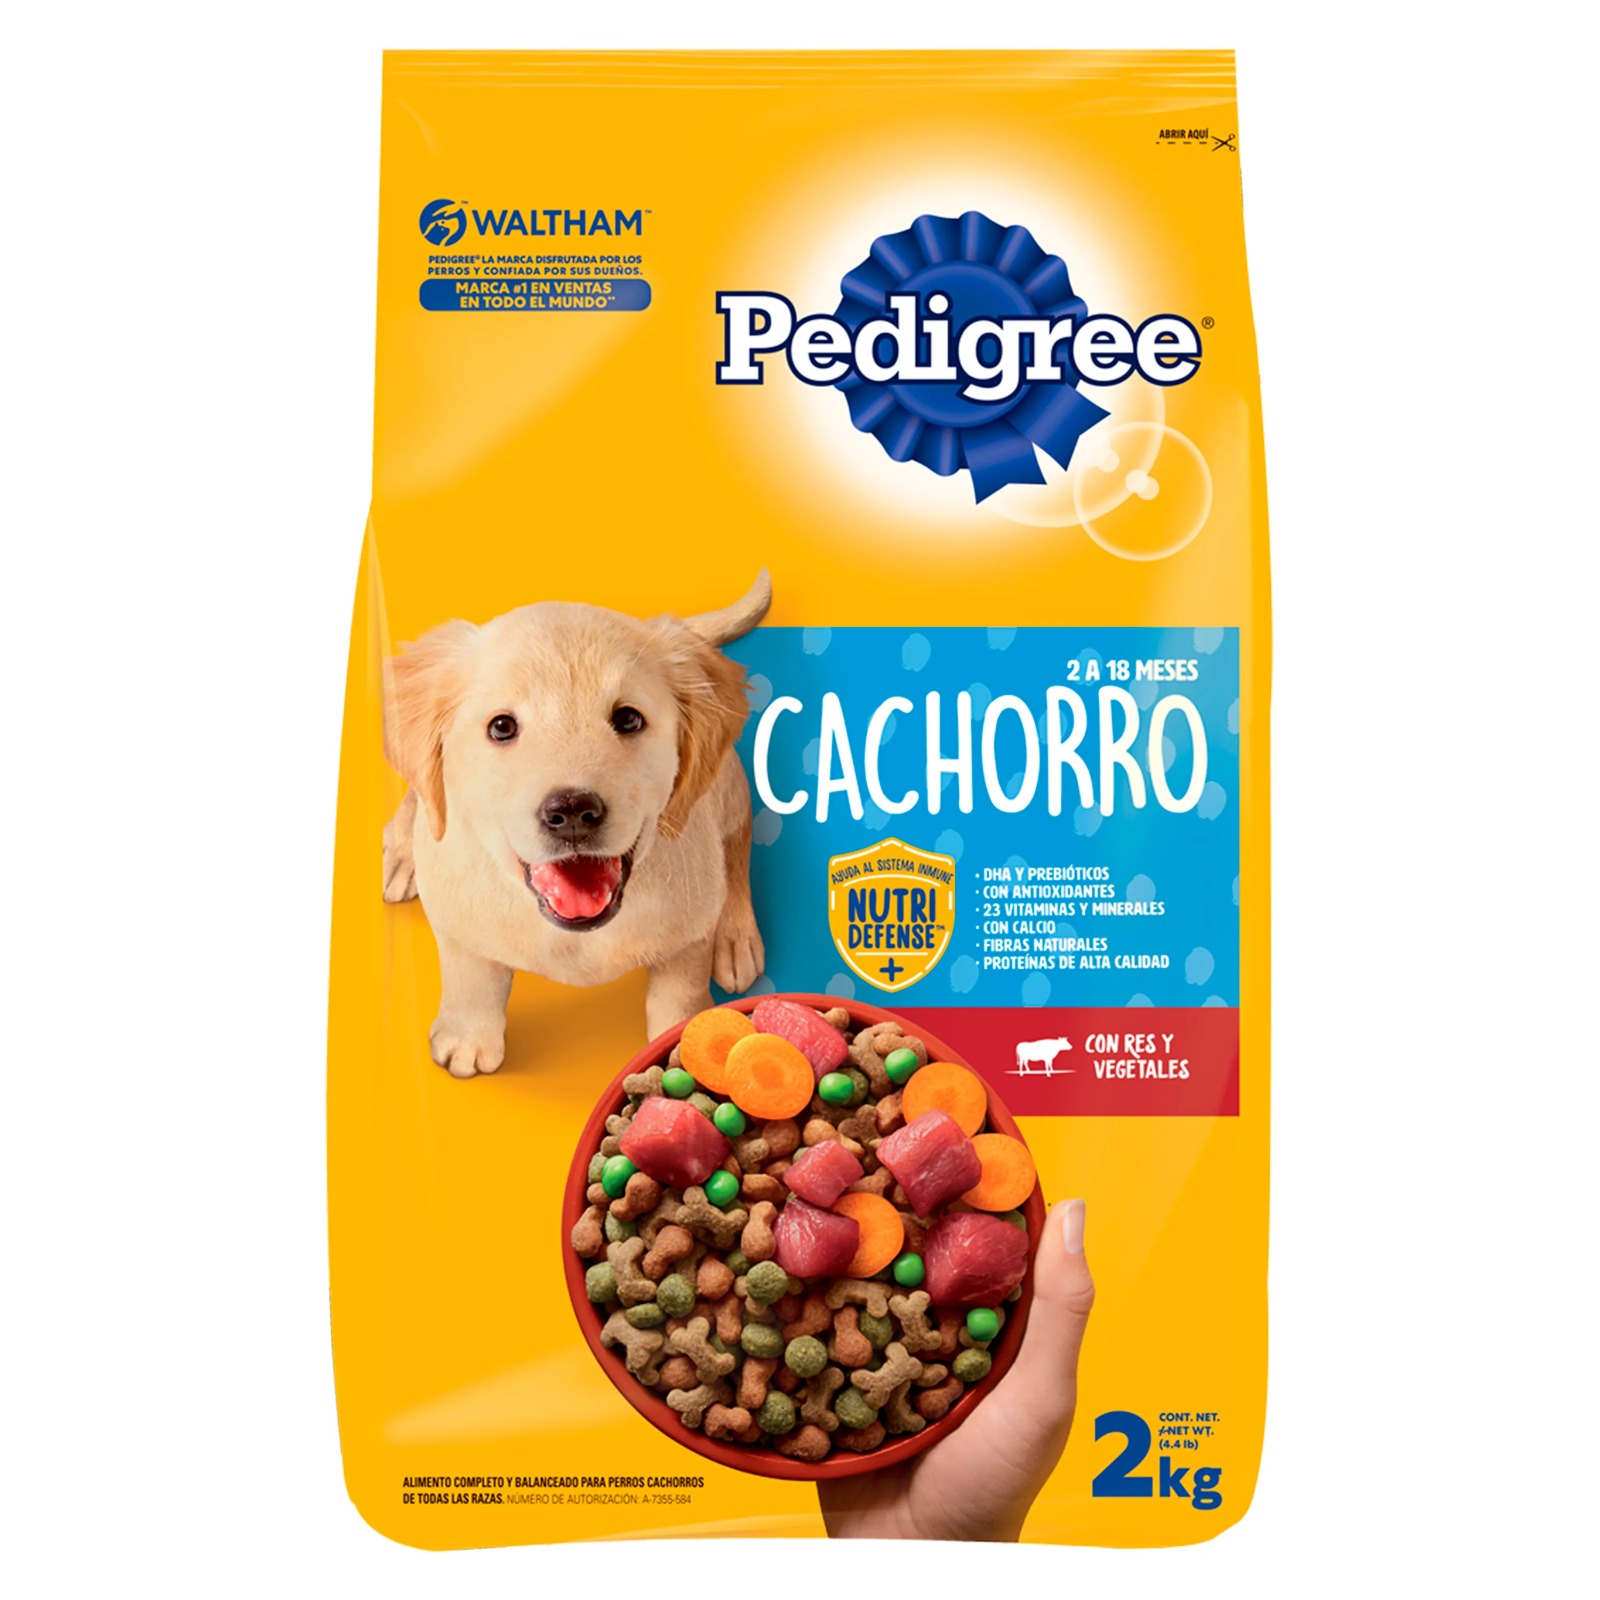 ABRIR AQUÍ
WALTHAM™
PEDIGREE® LA MARCA DISFRUTADA POR LOS
PERROS Y CONFIADA POR SUS DUEÑOS.
MARCA #1 EN VENTAS
EN TODO EL MUNDO**
Pedigree®
2 A 18 MESES
CACHORRO
AYUDA AL SISTEMA INMUNE
NUTRI
DEFENSE™
+
· DHA Y PREBIÓTICOS
· CON ANTIOXIDANTES
· 23 VITAMINAS Y MINERALES
· CON CALCIO
· FIBRAS NATURALES
· PROTEÍNAS DE ALTA CALIDAD
CON RES Y
VEGETALES
CONT. NET.
/NET WT.
(4.4 lb)
2kg
ALIMENTO COMPLETO Y BALANCEADO PARA PERROS CACHORROS
DE TODAS LAS RAZAS. NÚMERO DE AUTORIZACIÓN: A-7355-584